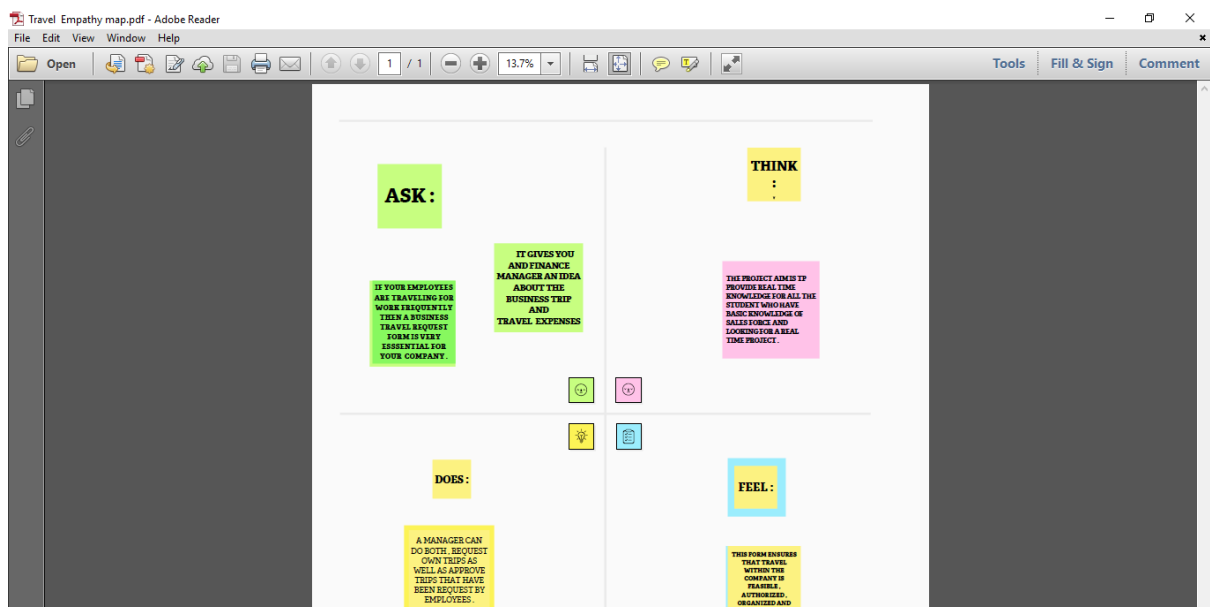 Travel Empathy map.pdf - Adobe Reader
File Edit View Window Help
Open
1 / 1
13.7%
Tools
Fill & Sign
Comment
ASK :
IT GIVES YOU
AND FINANCE
MANAGER AN IDEA
ABOUT THE
BUSINESS TRIP
AND
TRAVEL EXPENSES
IF YOUR EMPLOYEES
ARE TRAVELING FOR
WORK FREQUENTLY
THEN A BUSINESS
TRAVEL REQUEST
FORM IS VERY
ESSSENTIAL FOR
YOUR COMPANY .
THINK
:
.
THE PROJECT AIM IS TP
PROVIDE REAL TIME
KNOWLEDGE FOR ALL THE
STUDENT WHO HAVE
BASIC KNOWLEDGE OF
SALES FORCE AND
LOOKING FOR A REAL
TIME PROJECT .
DOES :
A MANAGER CAN
DO BOTH , REQUEST
OWN TRIPS AS
WELL AS APPROVE
TRIPS THAT HAVE
BEEN REQUEST BY
EMPLOYEES .
FEEL :
THIS FORM ENSURES
THAT TRAVEL
WITHIN THE
COMPANY IS
FEASIBLE ,
AUTHORIZED ,
ORGANIZED AND